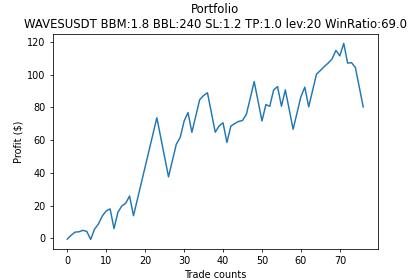 Portfolio
WAVESUSDT BBM:1.8 BBL:240 SL:1.2 TP:1.0 lev:20 WinRatio:69.0
120
100
80
60
40
20
0
Profit ($)
0 10 20 30 40 50 60 70
Trade counts